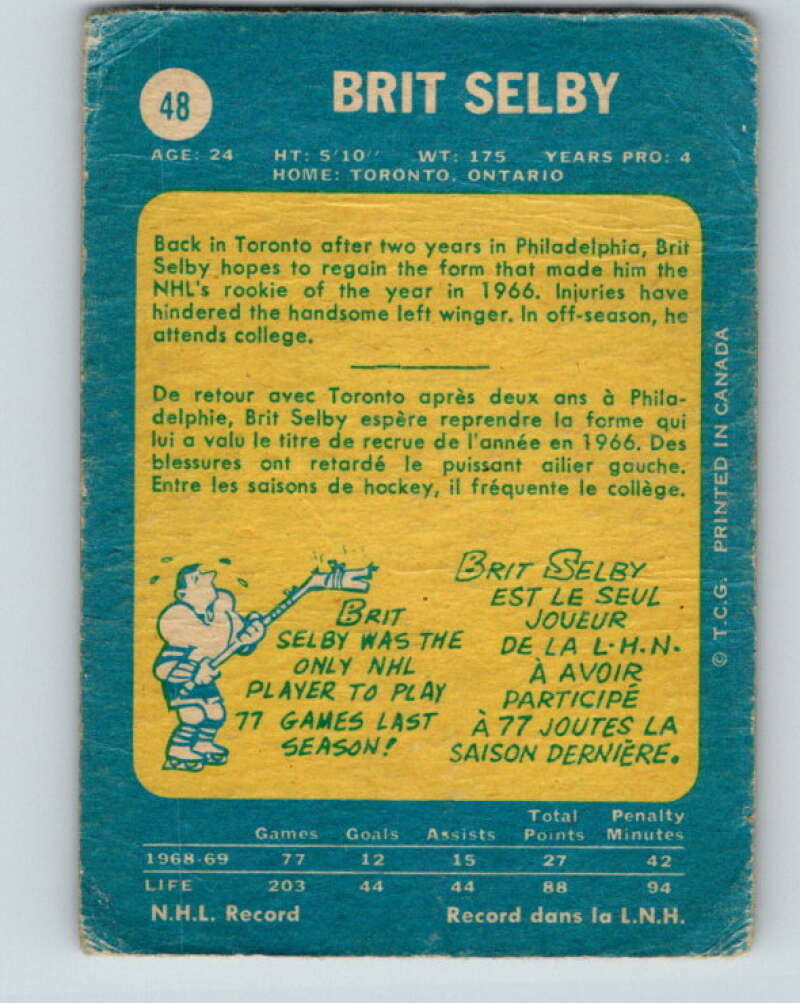 48
BRIT SELBY
AGE: 24 HT: 5'10" WT: 175 YEARS PRO: 4
HOME: TORONTO, ONTARIO
Back in Toronto after two years in Philadelphia, Brit
Selby hopes to regain the form that made him the
NHL's rookie of the year in 1966. Injuries have
hindered the handsome left winger. In off-season, he
attends college.
De retour avec Toronto après deux ans à Phila-
delphie, Brit Selby espère reprendre la forme qui
lui a valu le titre de recrue de l'année en 1966. Des
blessures ont retardé le puissant ailier gauche.
Entre les saisons de hockey, il fréquente le collège.
BRIT
SELBY WAS THE
ONLY NHL
PLAYER TO PLAY
77 GAMES LAST
SEASON!
BRIT SELBY
EST LE SEUL
JOUEUR
DE LA L.H.N.
À AVOIR
PARTICIPÉ
À 77 JOUTES LA
SAISON DERNIÈRE.
© T.C.G. PRINTED IN CANADA
Games Goals Assists Total Points Penalty Minutes
1968-69 77 12 15 27 42
LIFE 203 44 44 88 94
N.H.L. Record Record dans la L.N.H.